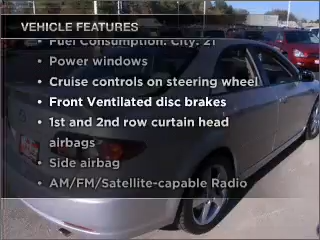 VEHICLE FEATURES
• Fuel Consumption: City: 21
• Power windows
• Cruise controls on steering wheel
• Front Ventilated disc brakes
• 1st and 2nd row curtain head
airbags
• Side airbag
• AM/FM/Satellite-capable Radio